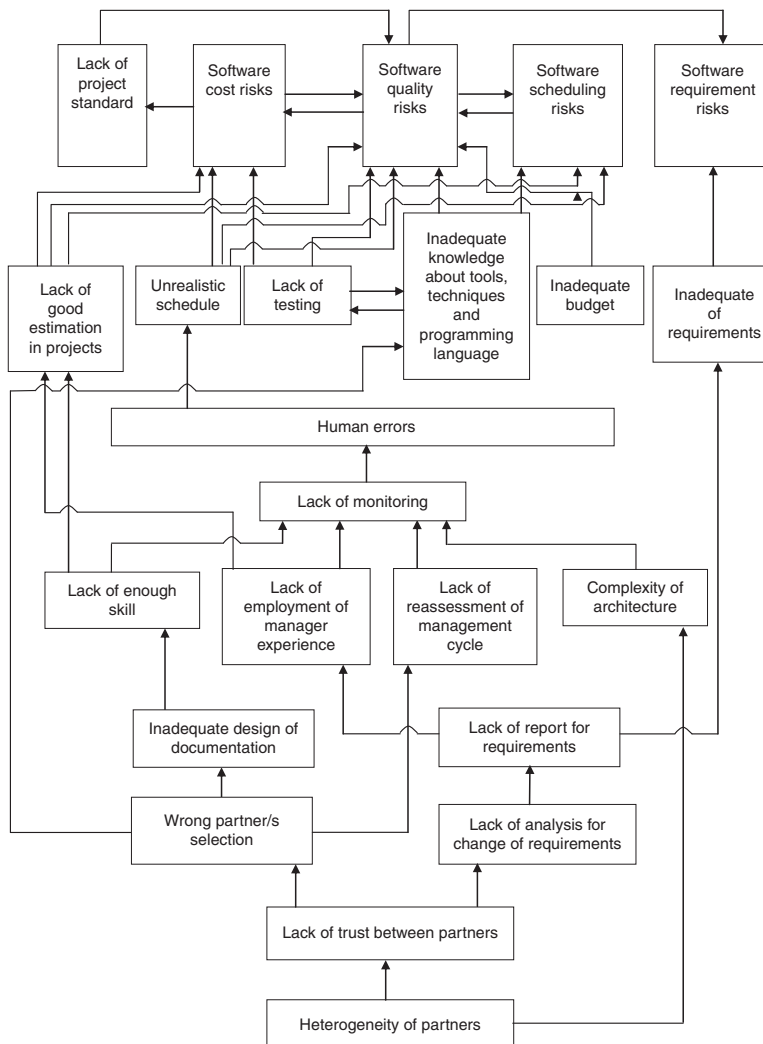 Lack of
project
standard
Software
cost risks
Software
quality
risks
Software
scheduling
risks
Software
requirement
risks
Lack of
good
estimation
in projects
Unrealistic
schedule
Lack of
testing
Inadequate
knowledge
about tools,
techniques
and
programming
language
Inadequate
budget
Inadequate
of
requirements
Human errors
Lack of monitoring
Lack of enough
skill
Lack of
employment of
manager
experience
Lack of
reassessment of
management
cycle
Complexity of
architecture
Inadequate design of
documentation
Lack of report for
requirements
Wrong partner/s
selection
Lack of analysis for
change of requirements
Lack of trust between partners
Heterogeneity of partners